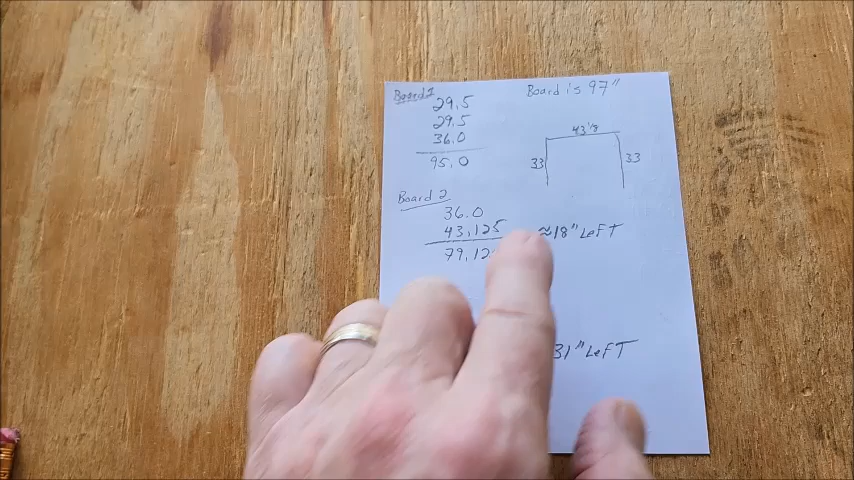 Board 1
29.5
29.5
36.0
95.0
Board is 97"
43 1/8
33
33
Board 2
36.0
43.125
79.12
≈18" LeFT
31" LeFT